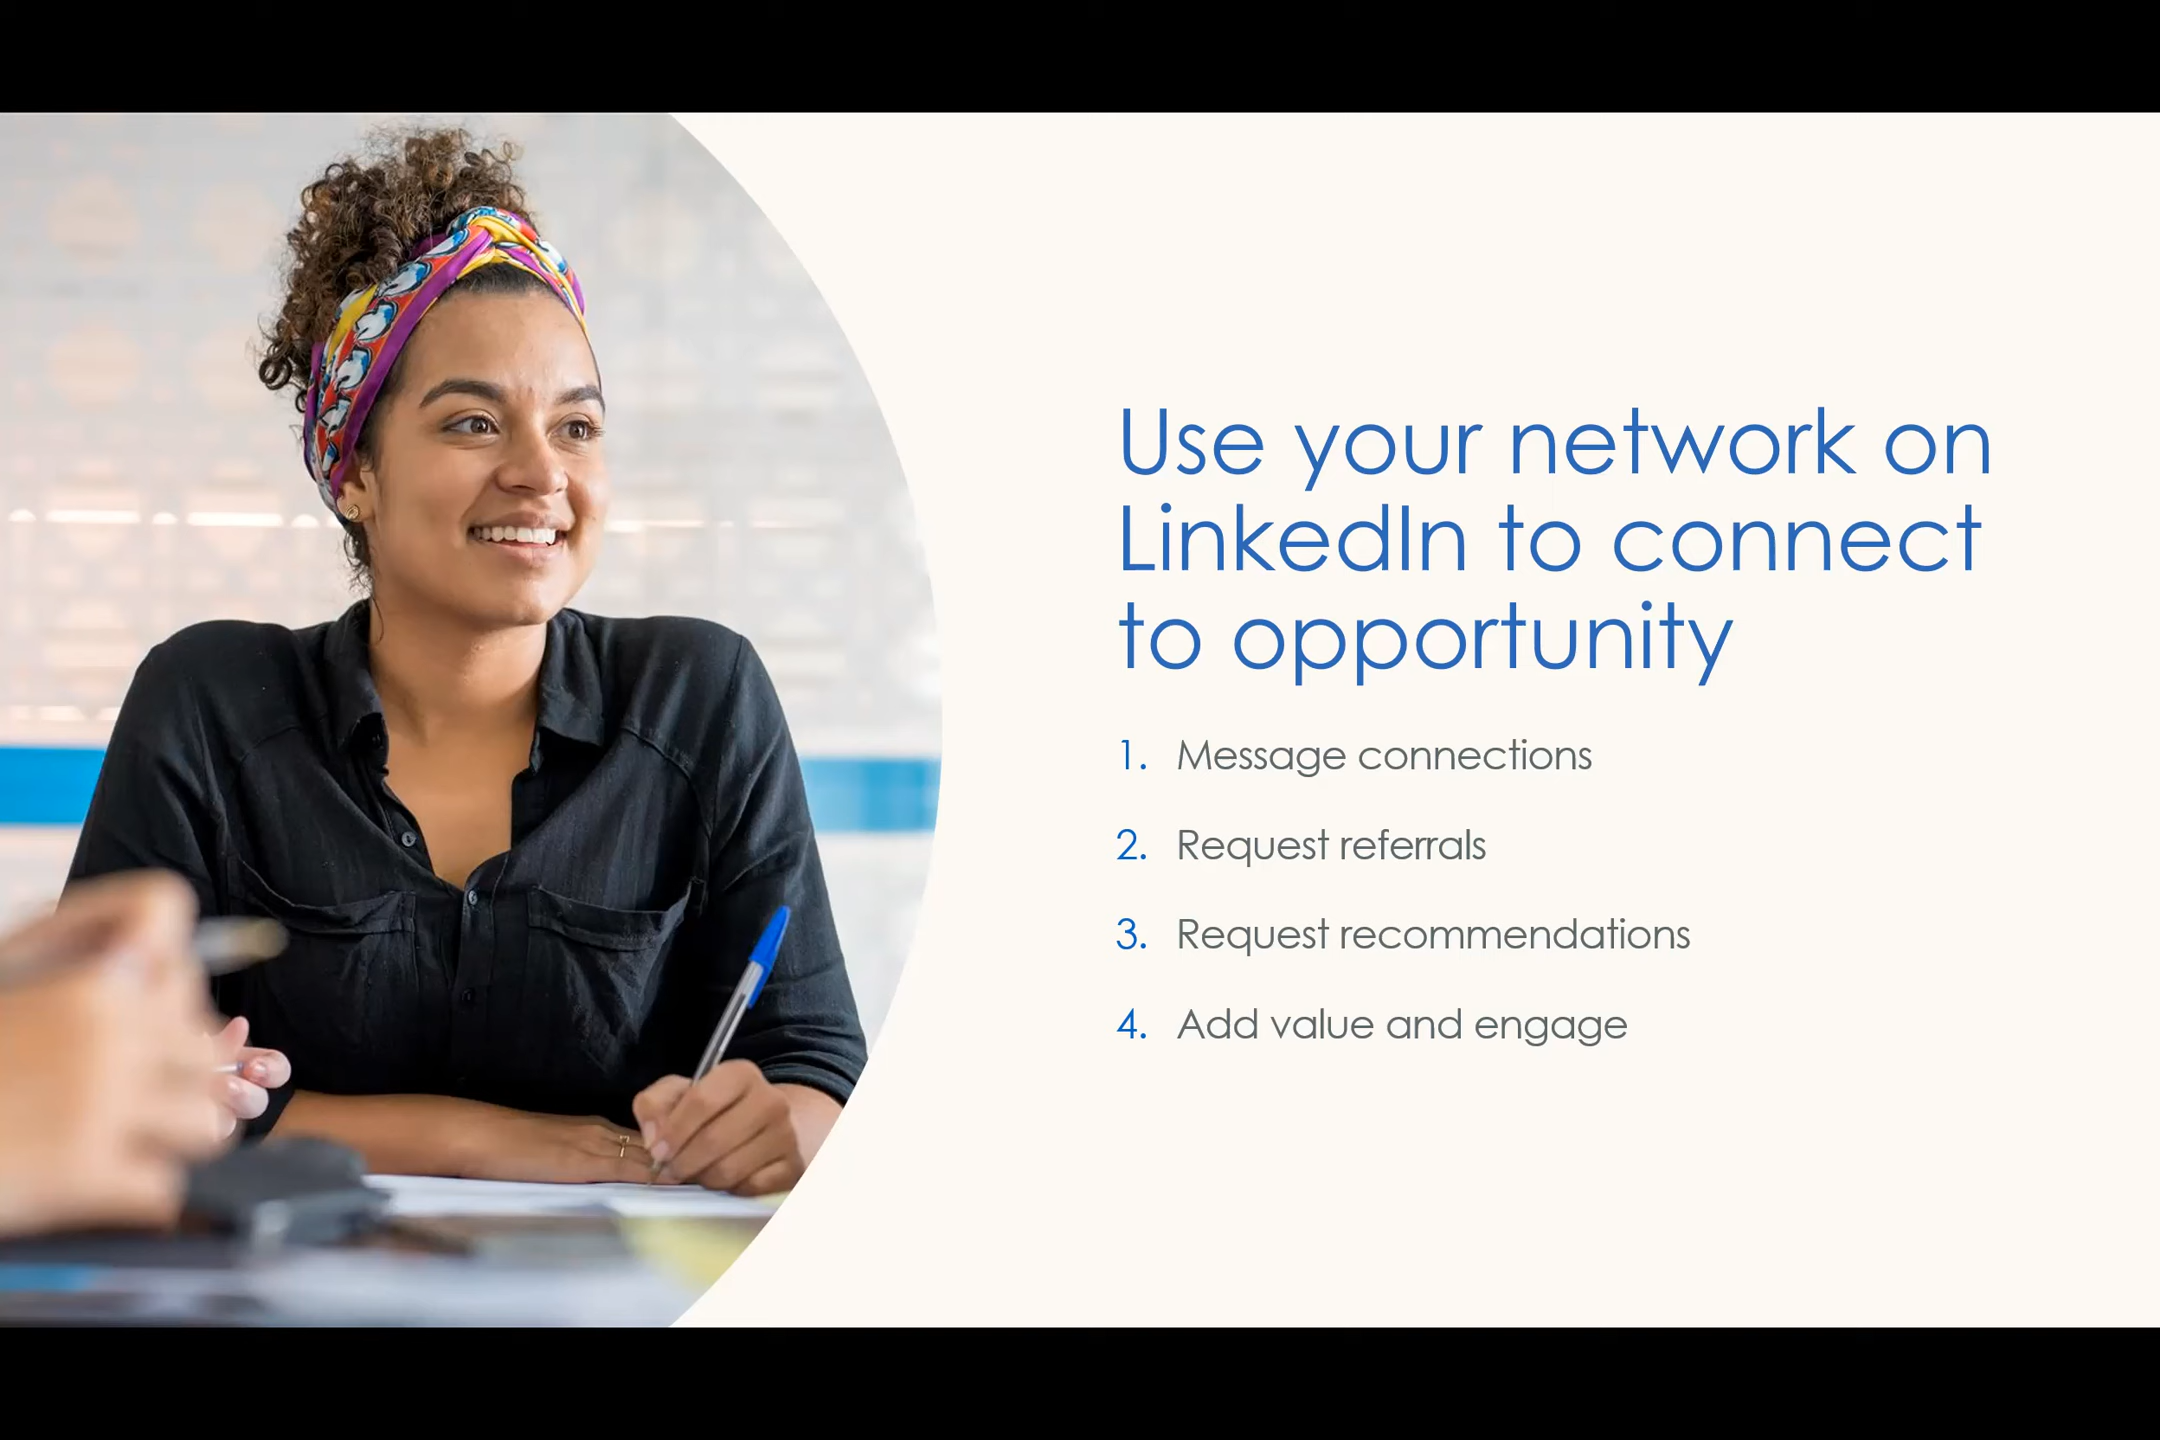 Use your network on
LinkedIn to connect
to opportunity
1. Message connections
2. Request referrals
3. Request recommendations
4. Add value and engage